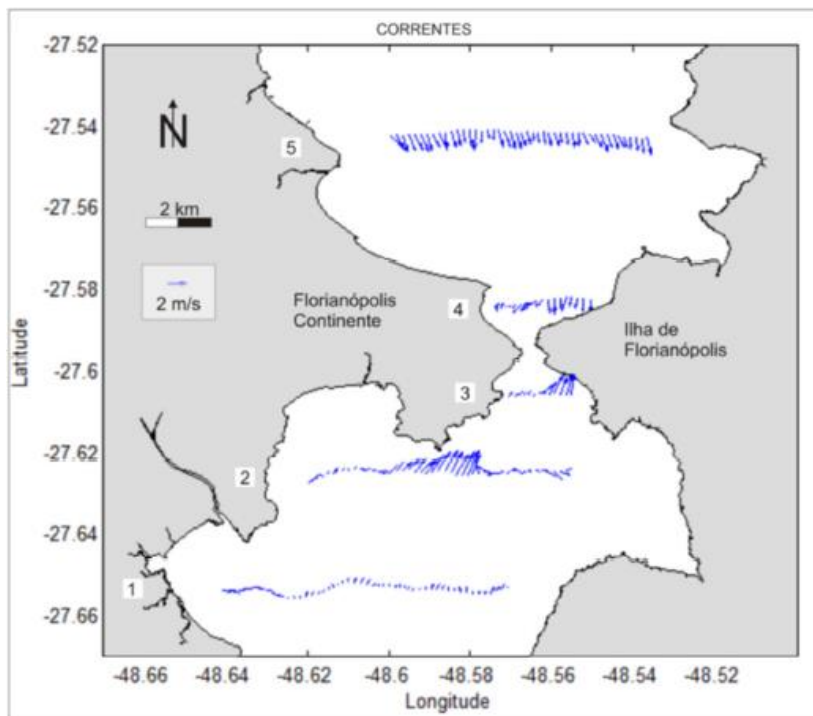 CORRENTES
-27.52
-27.54
-27.56
-27.58
-27.6
-27.62
-27.64
-27.66
Latitude
N
5
2 km
2 m/s
Florianópolis
Continente
4
Ilha de
Florianópolis
3
2
1
-48.66 -48.64 -48.62 -48.6 -48.58 -48.57 -48.56 -48.54 -48.52
Longitude